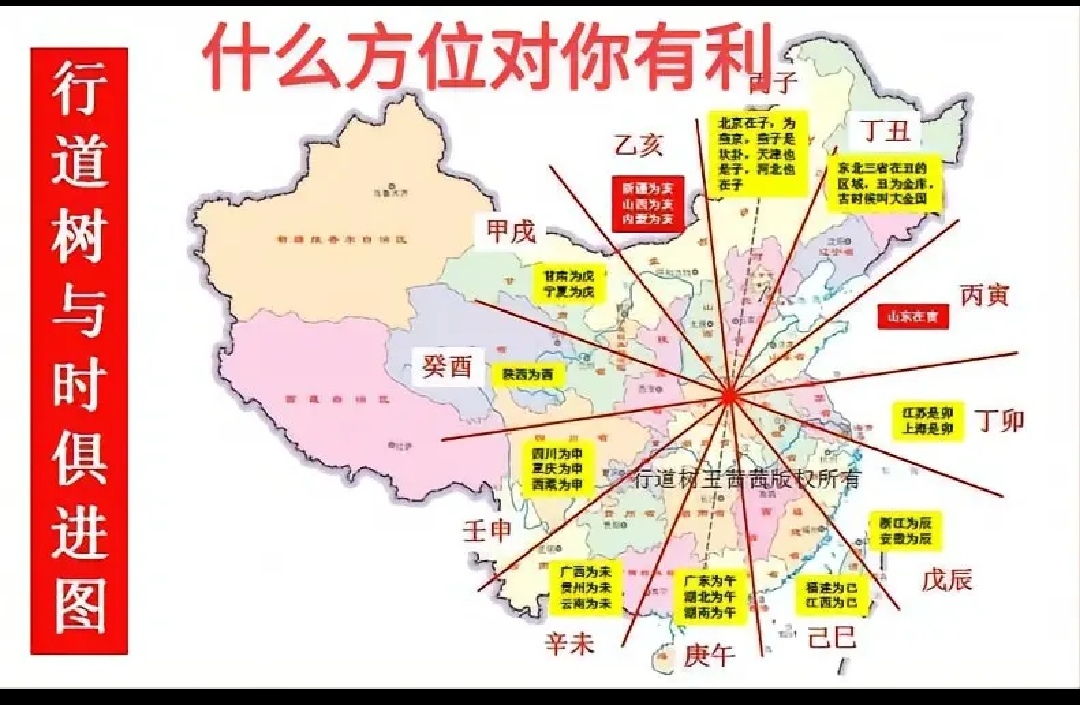 什么方位对你有利
行道树与时俱进图
丙子
北京在子,为
燕京,燕子是
坎卦,天津也
是子,河北也
在子
丁丑
东北三省在丑的
区域,丑为金库,
古时候叫大金国
乙亥
新疆为亥
山西为亥
内蒙为亥
甲戌
甘肃为戌
宁夏为戌
丙寅
山东在寅
癸酉
陕西为酉
丁卯
江苏是卯
上海是卯
四川为申
重庆为申
西藏为申
壬申
行道树王茜茜版权所有
浙江为辰
安徽为辰
戊辰
广西为未
贵州为未
云南为未
辛未
广东为午
湖北为午
湖南为午
庚午
福建为己
江西为己
己巳
新疆维吾尔自治区
西藏自治区